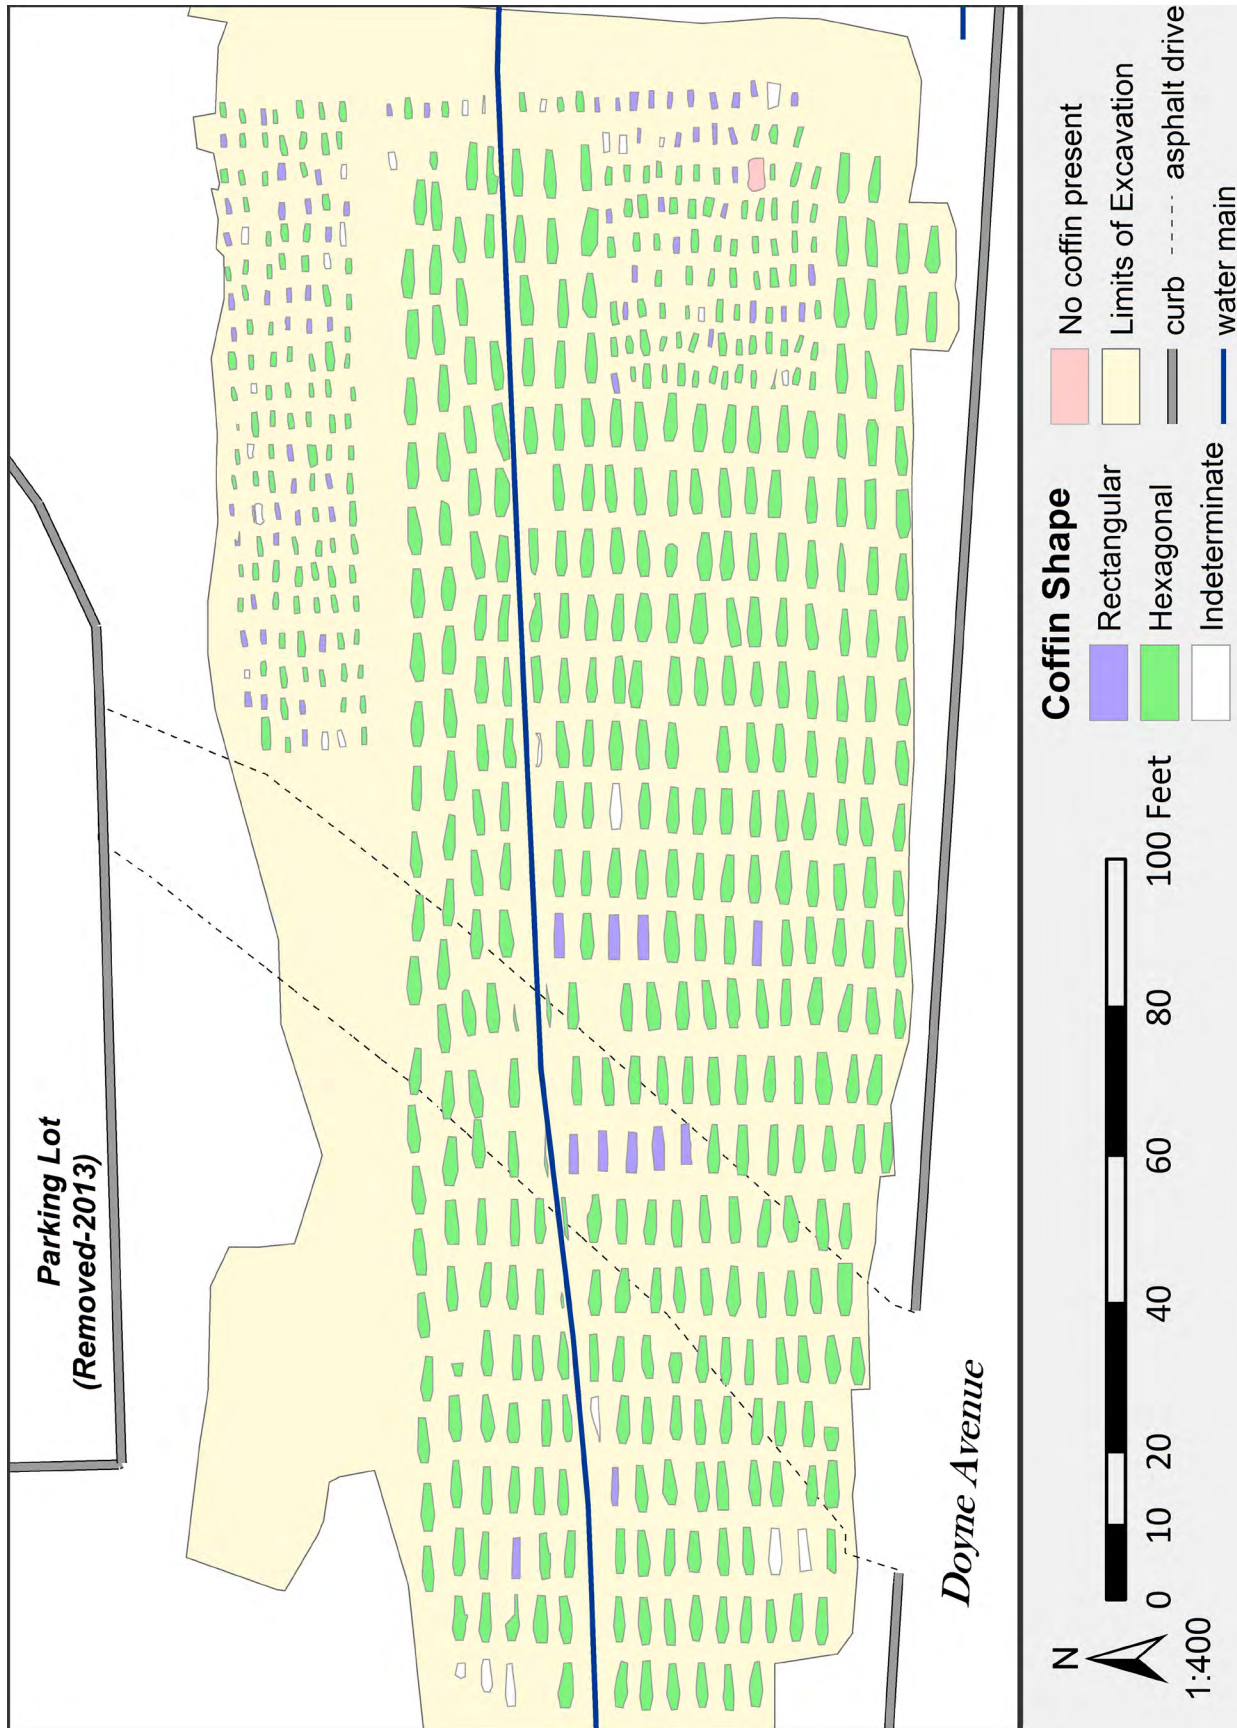 Parking Lot
(Removed-2013)
Doyne Avenue
N
1:400
0 10 20 40 60 80 100 Feet
Coffin Shape
Rectangular
Hexagonal
Indeterminate
No coffin present
Limits of Excavation
curb
asphalt drive
water main